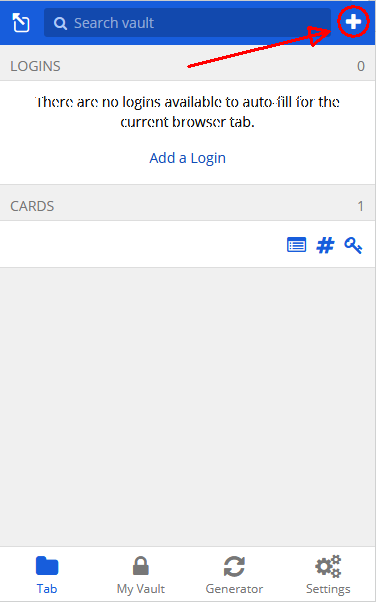 Search vault
LOGINS 0
There are no logins available to auto-fill for the
current browser tab.
Add a Login
CARDS 1
Tab My Vault Generator Settings